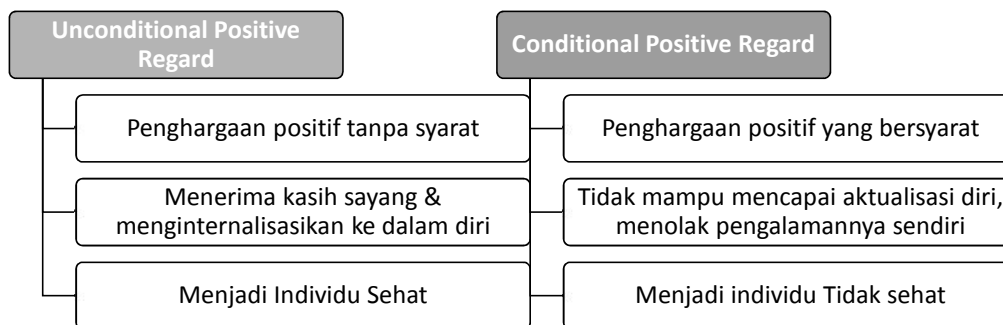 Unconditional Positive
Regard
Penghargaan positif tanpa syarat
Menerima kasih sayang &
menginternalisasikan ke dalam diri
Menjadi Individu Sehat
Conditional Positive Regard
Penghargaan positif yang bersyarat
Tidak mampu mencapai aktualisasi diri,
menolak pengalamannya sendiri
Menjadi individu Tidak sehat